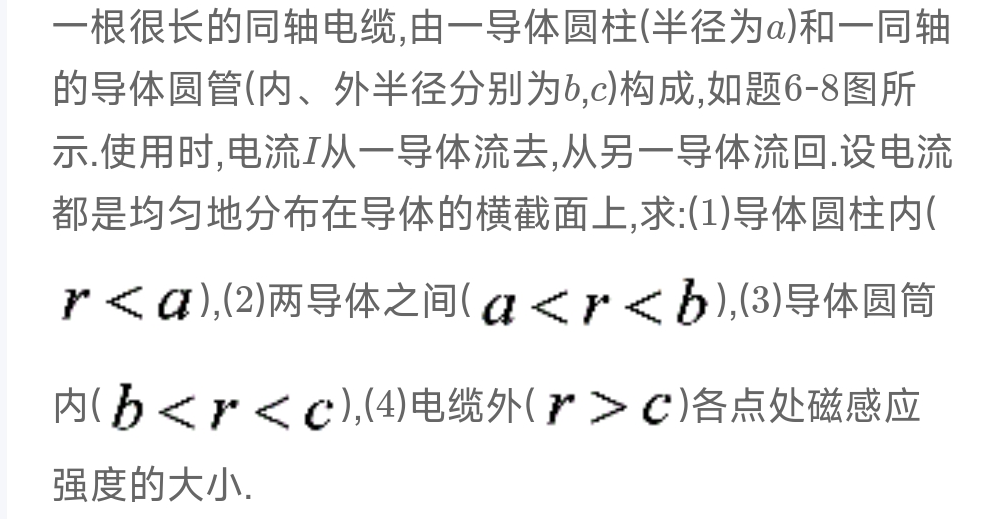 一根很长的同轴电缆,由一导体圆柱(半径为a)和一同轴
的导体圆管(内、外半径分别为b,c)构成,如题6-8图所
示.使用时,电流I从一导体流去,从另一导体流回.设电流
都是均匀地分布在导体的横截面上,求:(1)导体圆柱内(
r < a),(2)两导体之间( a < r < b ),(3)导体圆筒
内( b < r < c ),(4)电缆外( r > c )各点处磁感应
强度的大小.